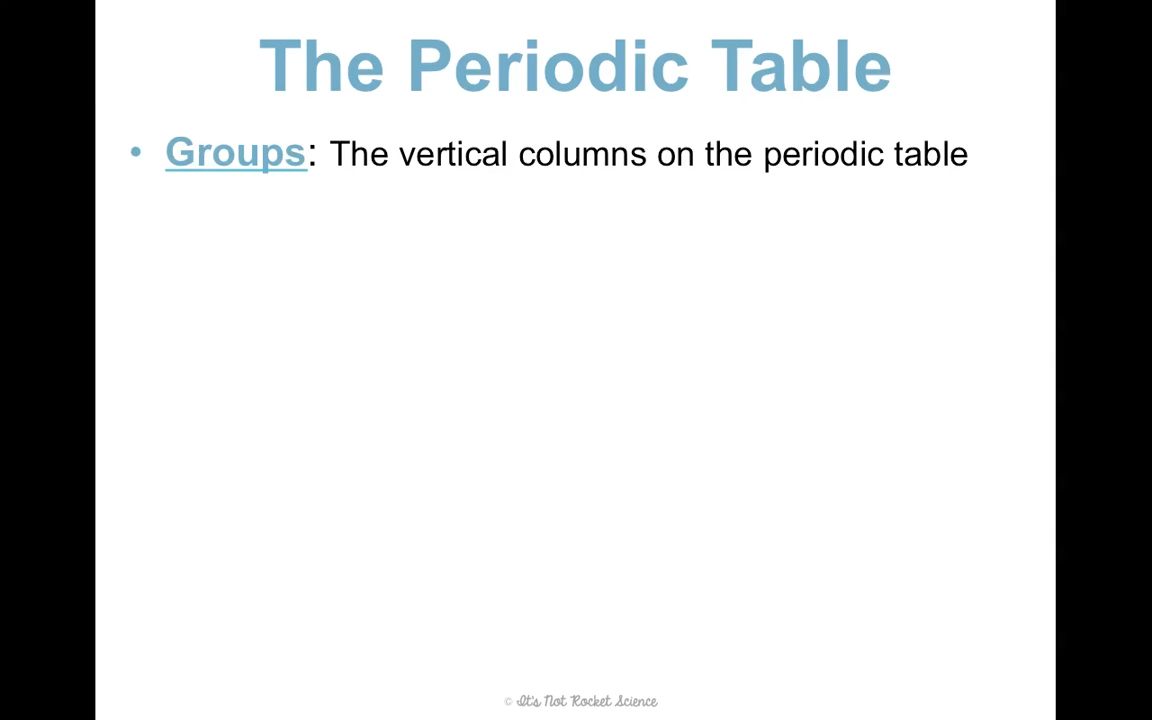 The Periodic Table
• Groups: The vertical columns on the periodic table
© It's Not Rocket Science